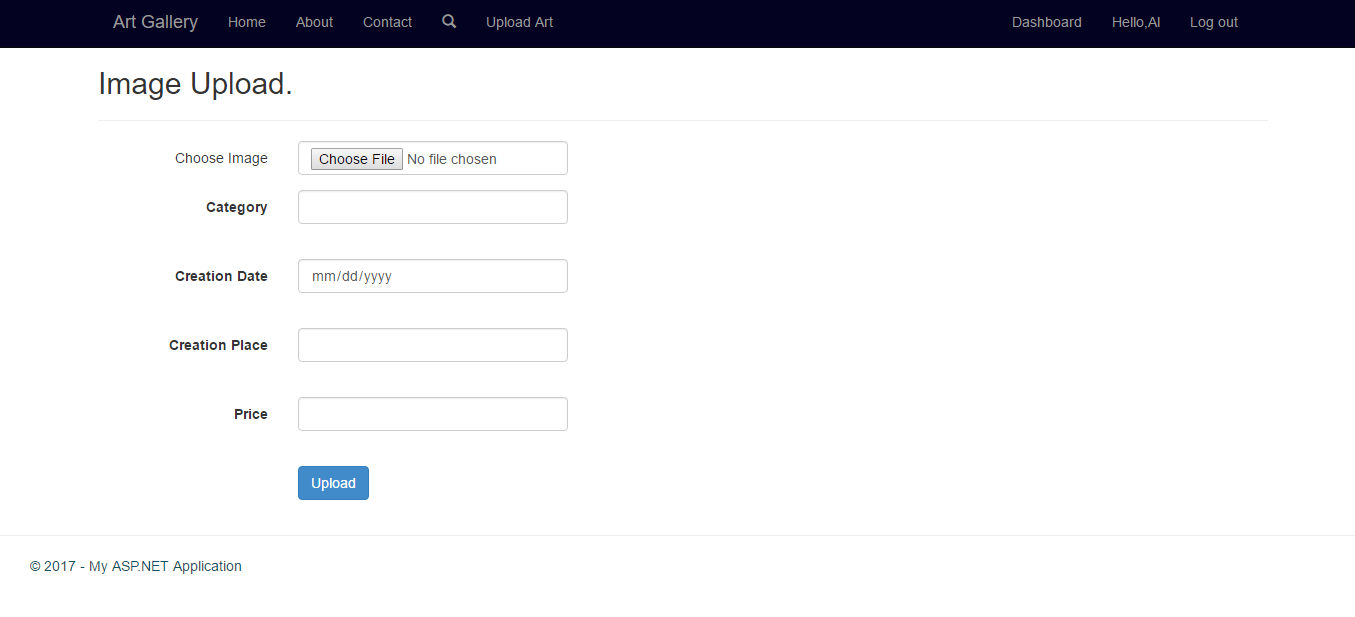 Art Gallery Home About Contact Upload Art Dashboard Hello,Al Log out
Image Upload.
Choose Image Choose File No file chosen
Category
Creation Date mm/dd/yyyy
Creation Place
Price
Upload
© 2017 - My ASP.NET Application